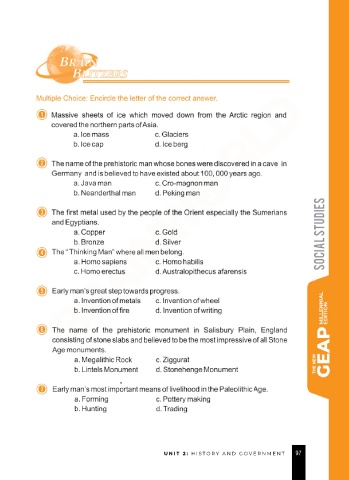 BRAIN
BLITZERS
Multiple Choice: Encircle the letter of the correct answer.
1 Massive sheets of ice which moved down from the Arctic region and
covered the northern parts of Asia.
a. Ice mass c. Glaciers
b. Ice cap d. Ice berg
2 The name of the prehistoric man whose bones were discovered in a cave in
Germany and is believed to have existed about 100, 000 years ago.
a. Java man c. Cro-magnon man
b. Neanderthal man d. Peking man
3 The first metal used by the people of the Orient especially the Sumerians
and Egyptians.
a. Copper c. Gold
b. Bronze d. Silver
4 The "Thinking Man" where all men belong.
a. Homo sapiens c. Homo habilis
c. Homo erectus d. Australopithecus afarensis
5 Early man's great step towards progress.
a. Invention of metals c. Invention of wheel
b. Invention of fire d. Invention of writing
6 The name of the prehistoric monument in Salisbury Plain, England
consisting of stone slabs and believed to be the most impressive of all Stone
Age monuments.
a. Megalithic Rock c. Ziggurat
b. Lintels Monument d. Stonehenge Monument
7 Early man's most important means of livelihood in the Paleolithic Age.
a. Forming c. Pottery making
b. Hunting d. Trading
SOCIAL STUDIES
THE NEW GEAP MILLENNIAL EDITION
UNIT 2: HISTORY AND GOVERNMENT 97